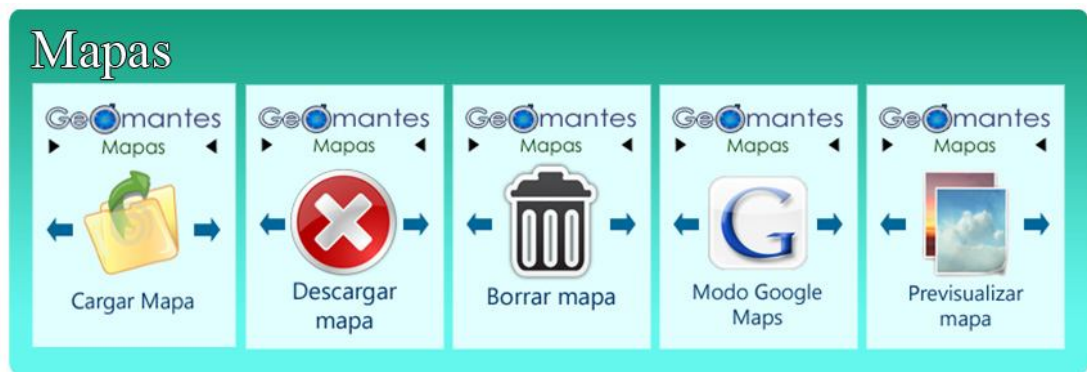 Mapas
Geomantes
Mapas
Cargar Mapa
Geomantes
Mapas
Descargar
mapa
Geomantes
Mapas
Borrar mapa
Geomantes
Mapas
G
Modo Google
Maps
Geomantes
Mapas
Previsualizar
mapa